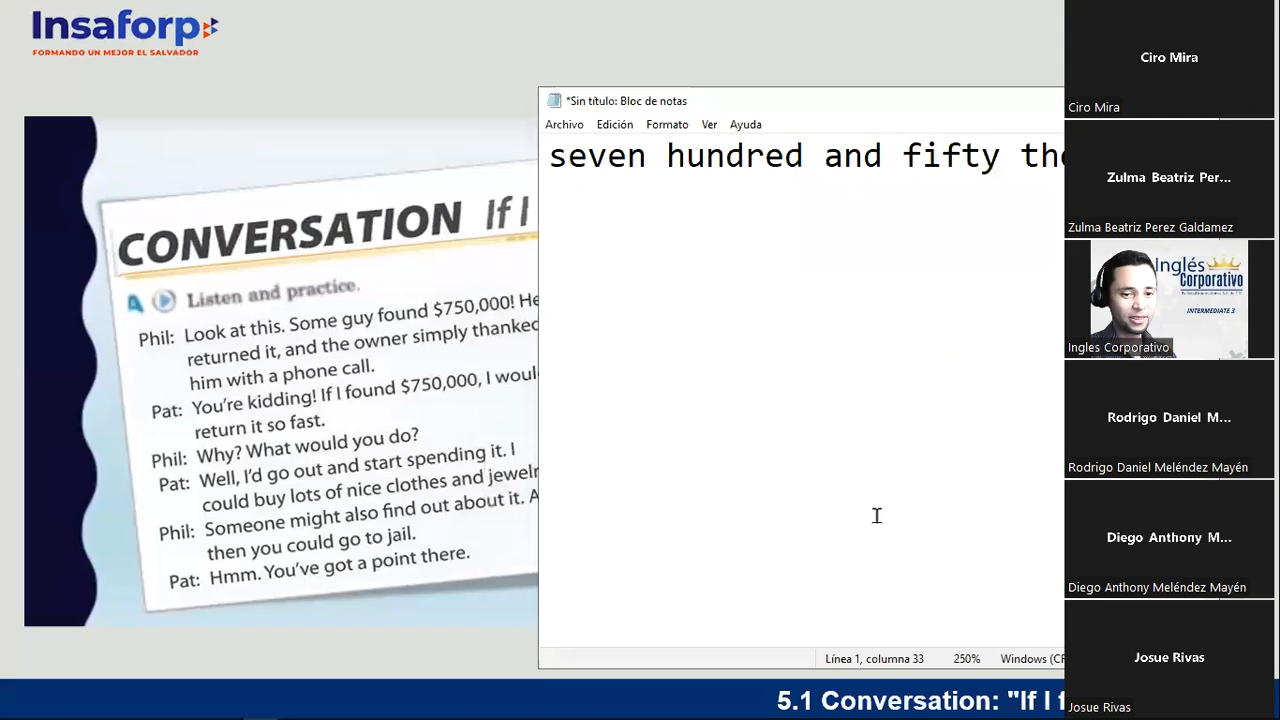 Insaforp
FORMANDO UN MEJOR EL SALVADOR
CONVERSATION If I
A Listen and practice.
Phil: Look at this. Some guy found $750,000! He
returned it, and the owner simply thanked
him with a phone call.
Pat: You're kidding! If I found $750,000, I
return it so fast.
Phil: Why? What would you do?
Pat: Well, I'd go out and start spending it. I
could buy lots of nice clothes and
Phil: Someone might also find out about it.
then you could go to jail.
Pat: Hmm. You've got a point there.
*Sin título: Bloc de notas
Archivo Edición Formato Ver Ayuda
seven hundred and fifty
Línea 1, columna 33 250% Windows
5.1 Conversation: "If I
Ciro Mira
Ciro Mira
Zulma Beatriz Per...
Zulma Beatriz Perez Galdamez
Inglés
Corporativo
INTERMEDIATE 3
Ingles Corporativo
Rodrigo Daniel M...
Rodrigo Daniel Meléndez Mayén
Diego Anthony M...
Diego Anthony Meléndez Mayén
Josue Rivas
Josue Rivas